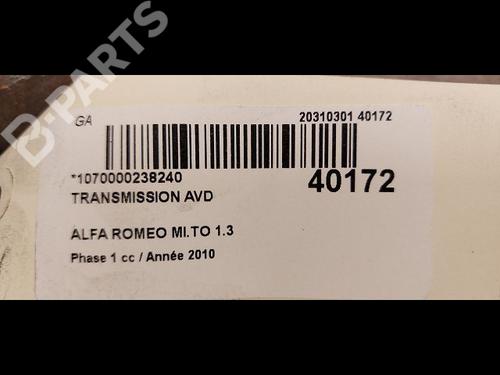 B-PARTS
GA
20310301 40172
*1070000238240
40172
TRANSMISSION AVD
ALFA ROMEO MI.TO 1.3
Phase 1 cc / Année 2010